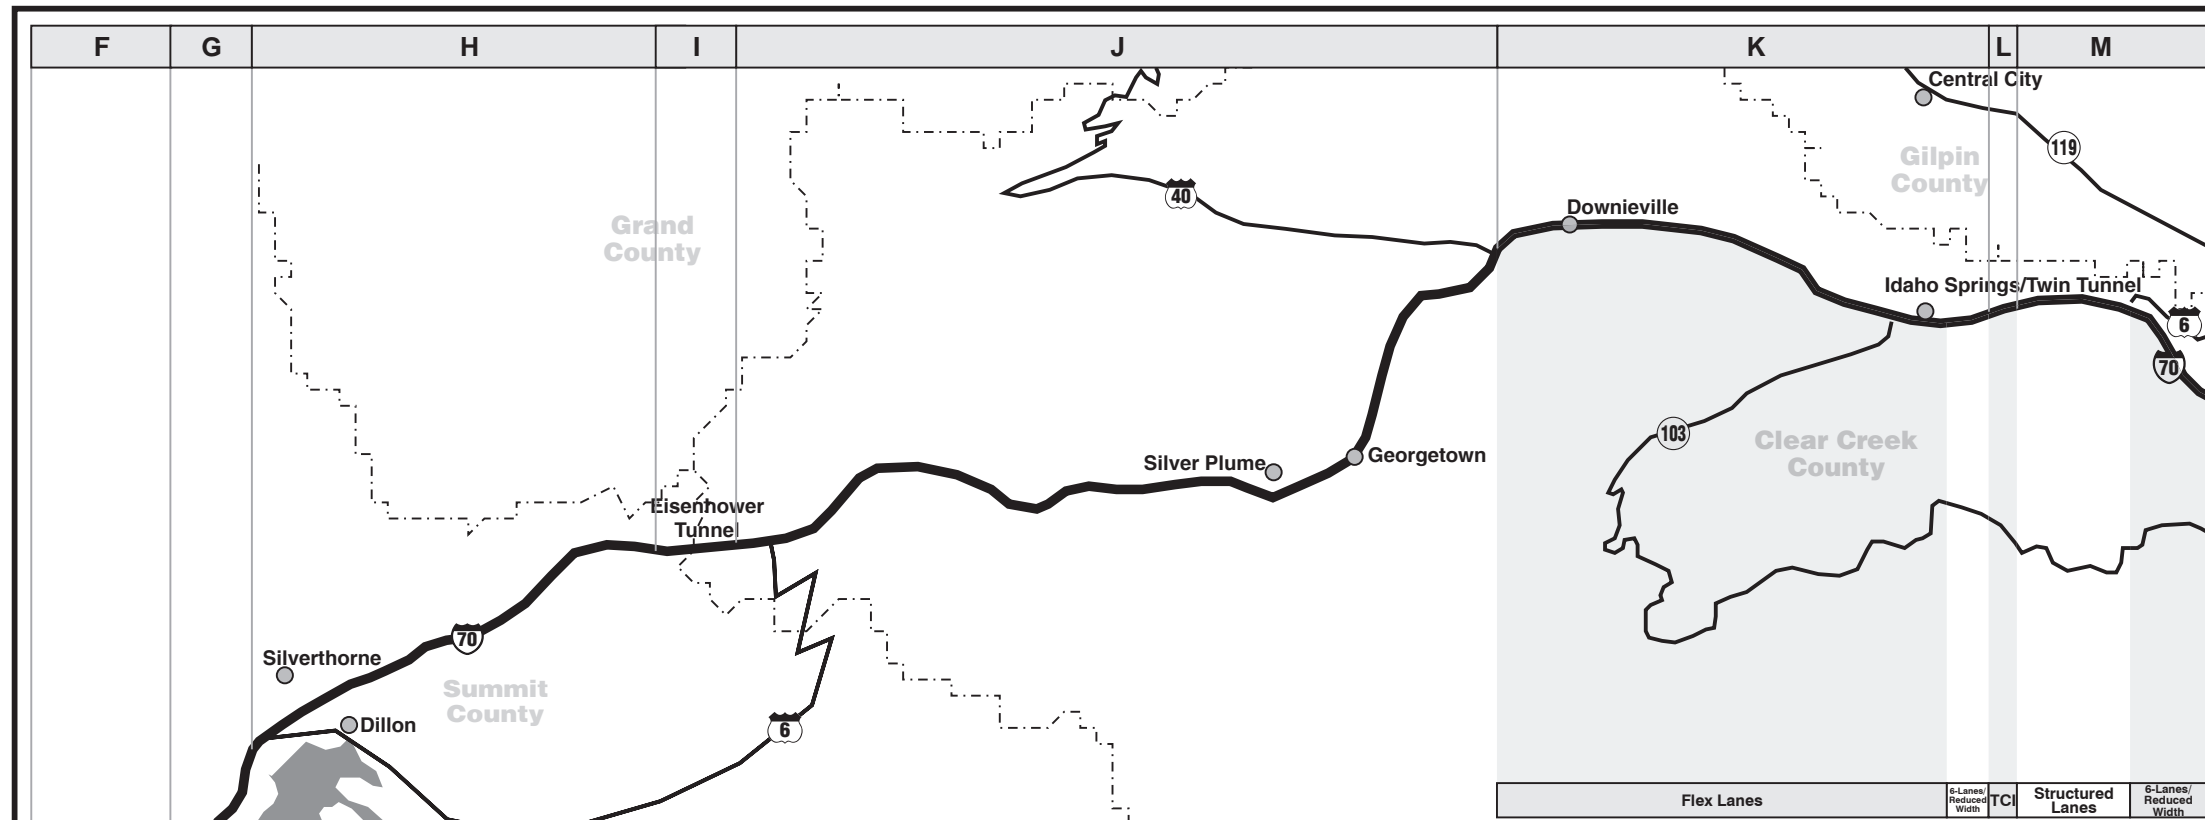 F G H I J K L M
Central City
119
Gilpin
County
40
Downieville
Grand
County
Idaho Springs/Twin Tunnel
6
70
103
Clear Creek
County
Silver Plume
Georgetown
Eisenhower
Tunnel
70
Silverthorne
Summit
County
Dillon
6
Flex Lanes
6-Lanes/
Reduced
Width
TCI
Structured
Lanes
6-Lanes/
Reduced
Width